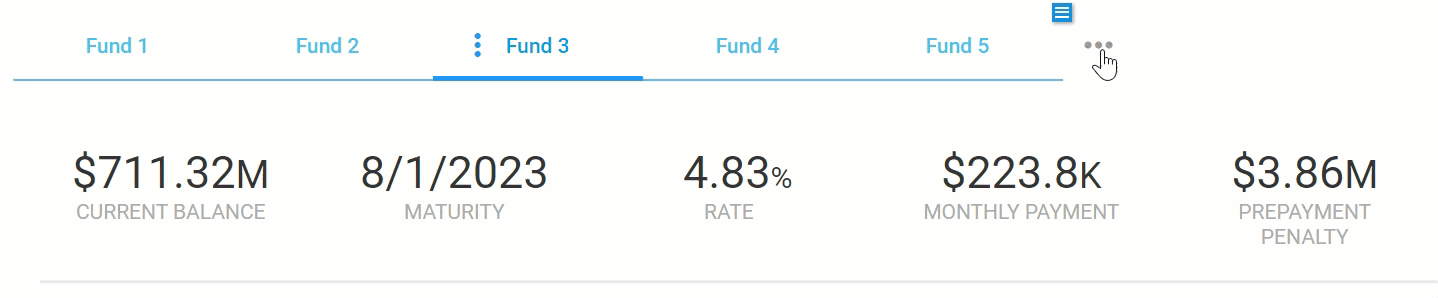 Fund 1 Fund 2 Fund 3 Fund 4 Fund 5
$711.32M 8/1/2023 4.83% $223.8K $3.86M
CURRENT BALANCE MATURITY RATE MONTHLY PAYMENT PREPAYMENT
PENALTY